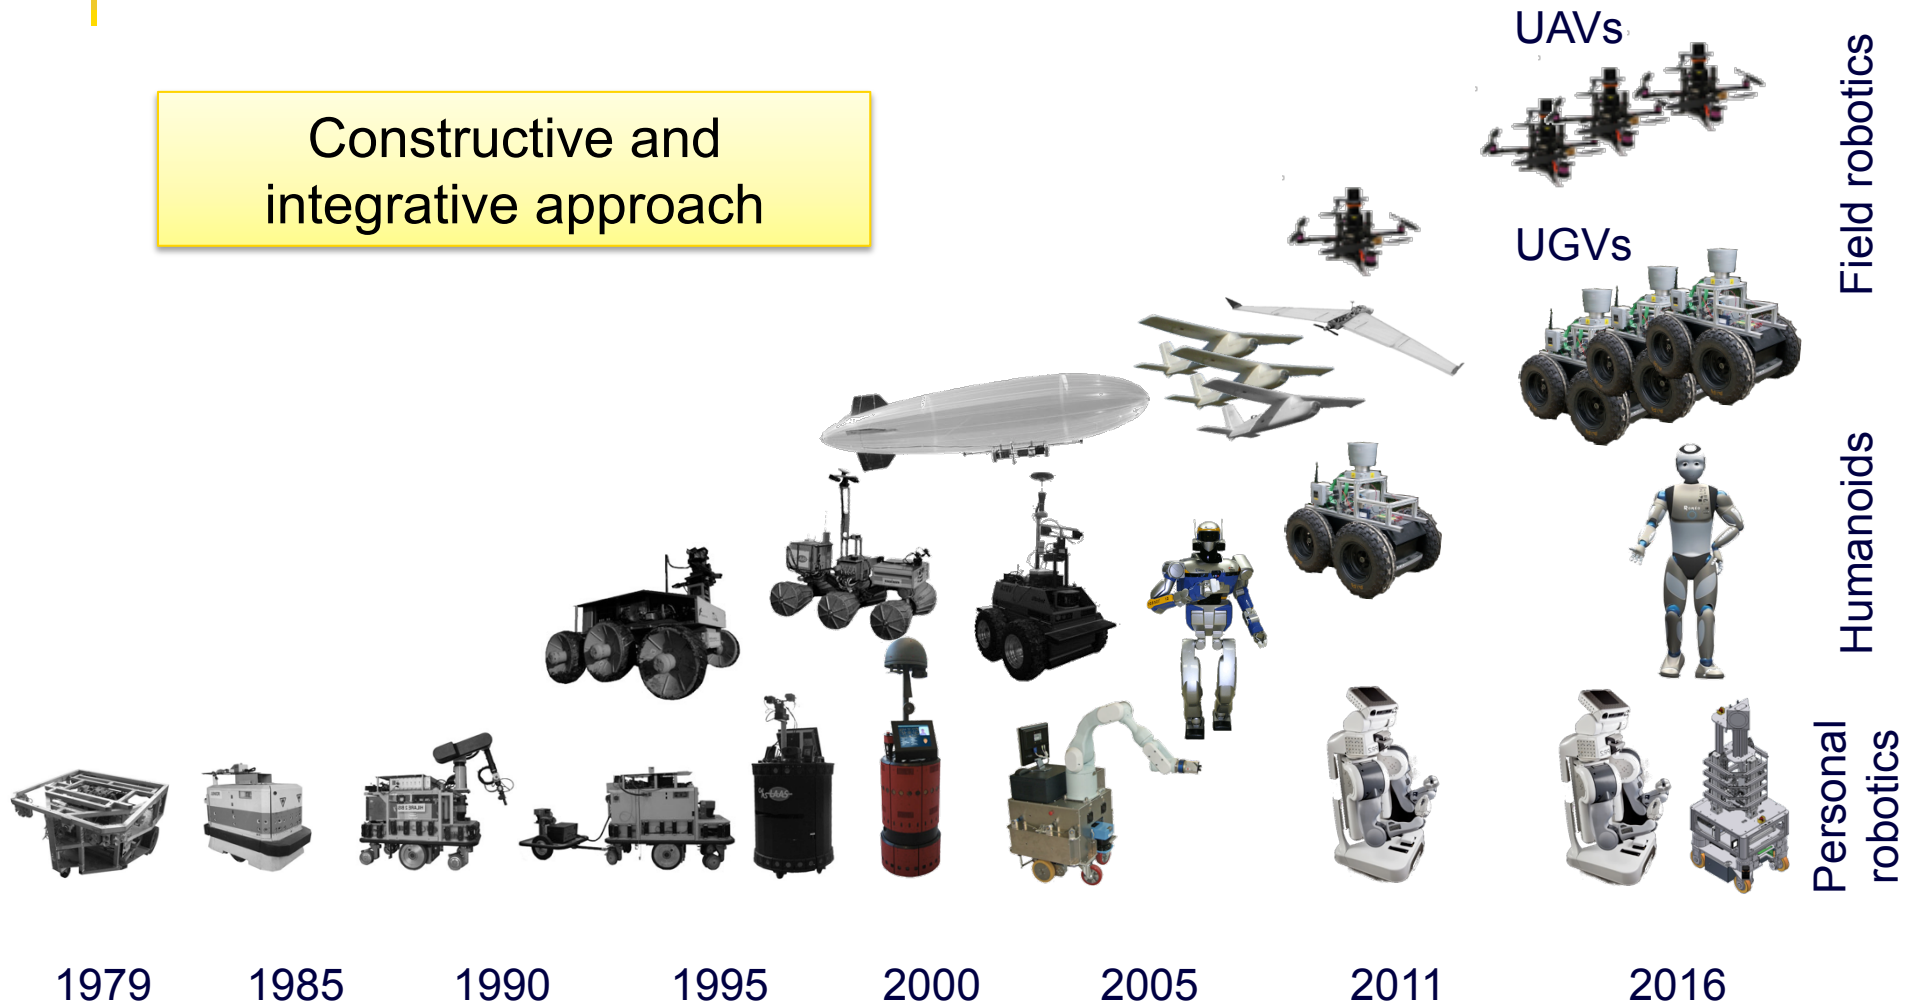 Constructive and
integrative approach
UAVs
UGVs
Field robotics
Humanoids
Personal
robotics
LAAS
1979
1985
1990
1995
2000
2005
2011
2016